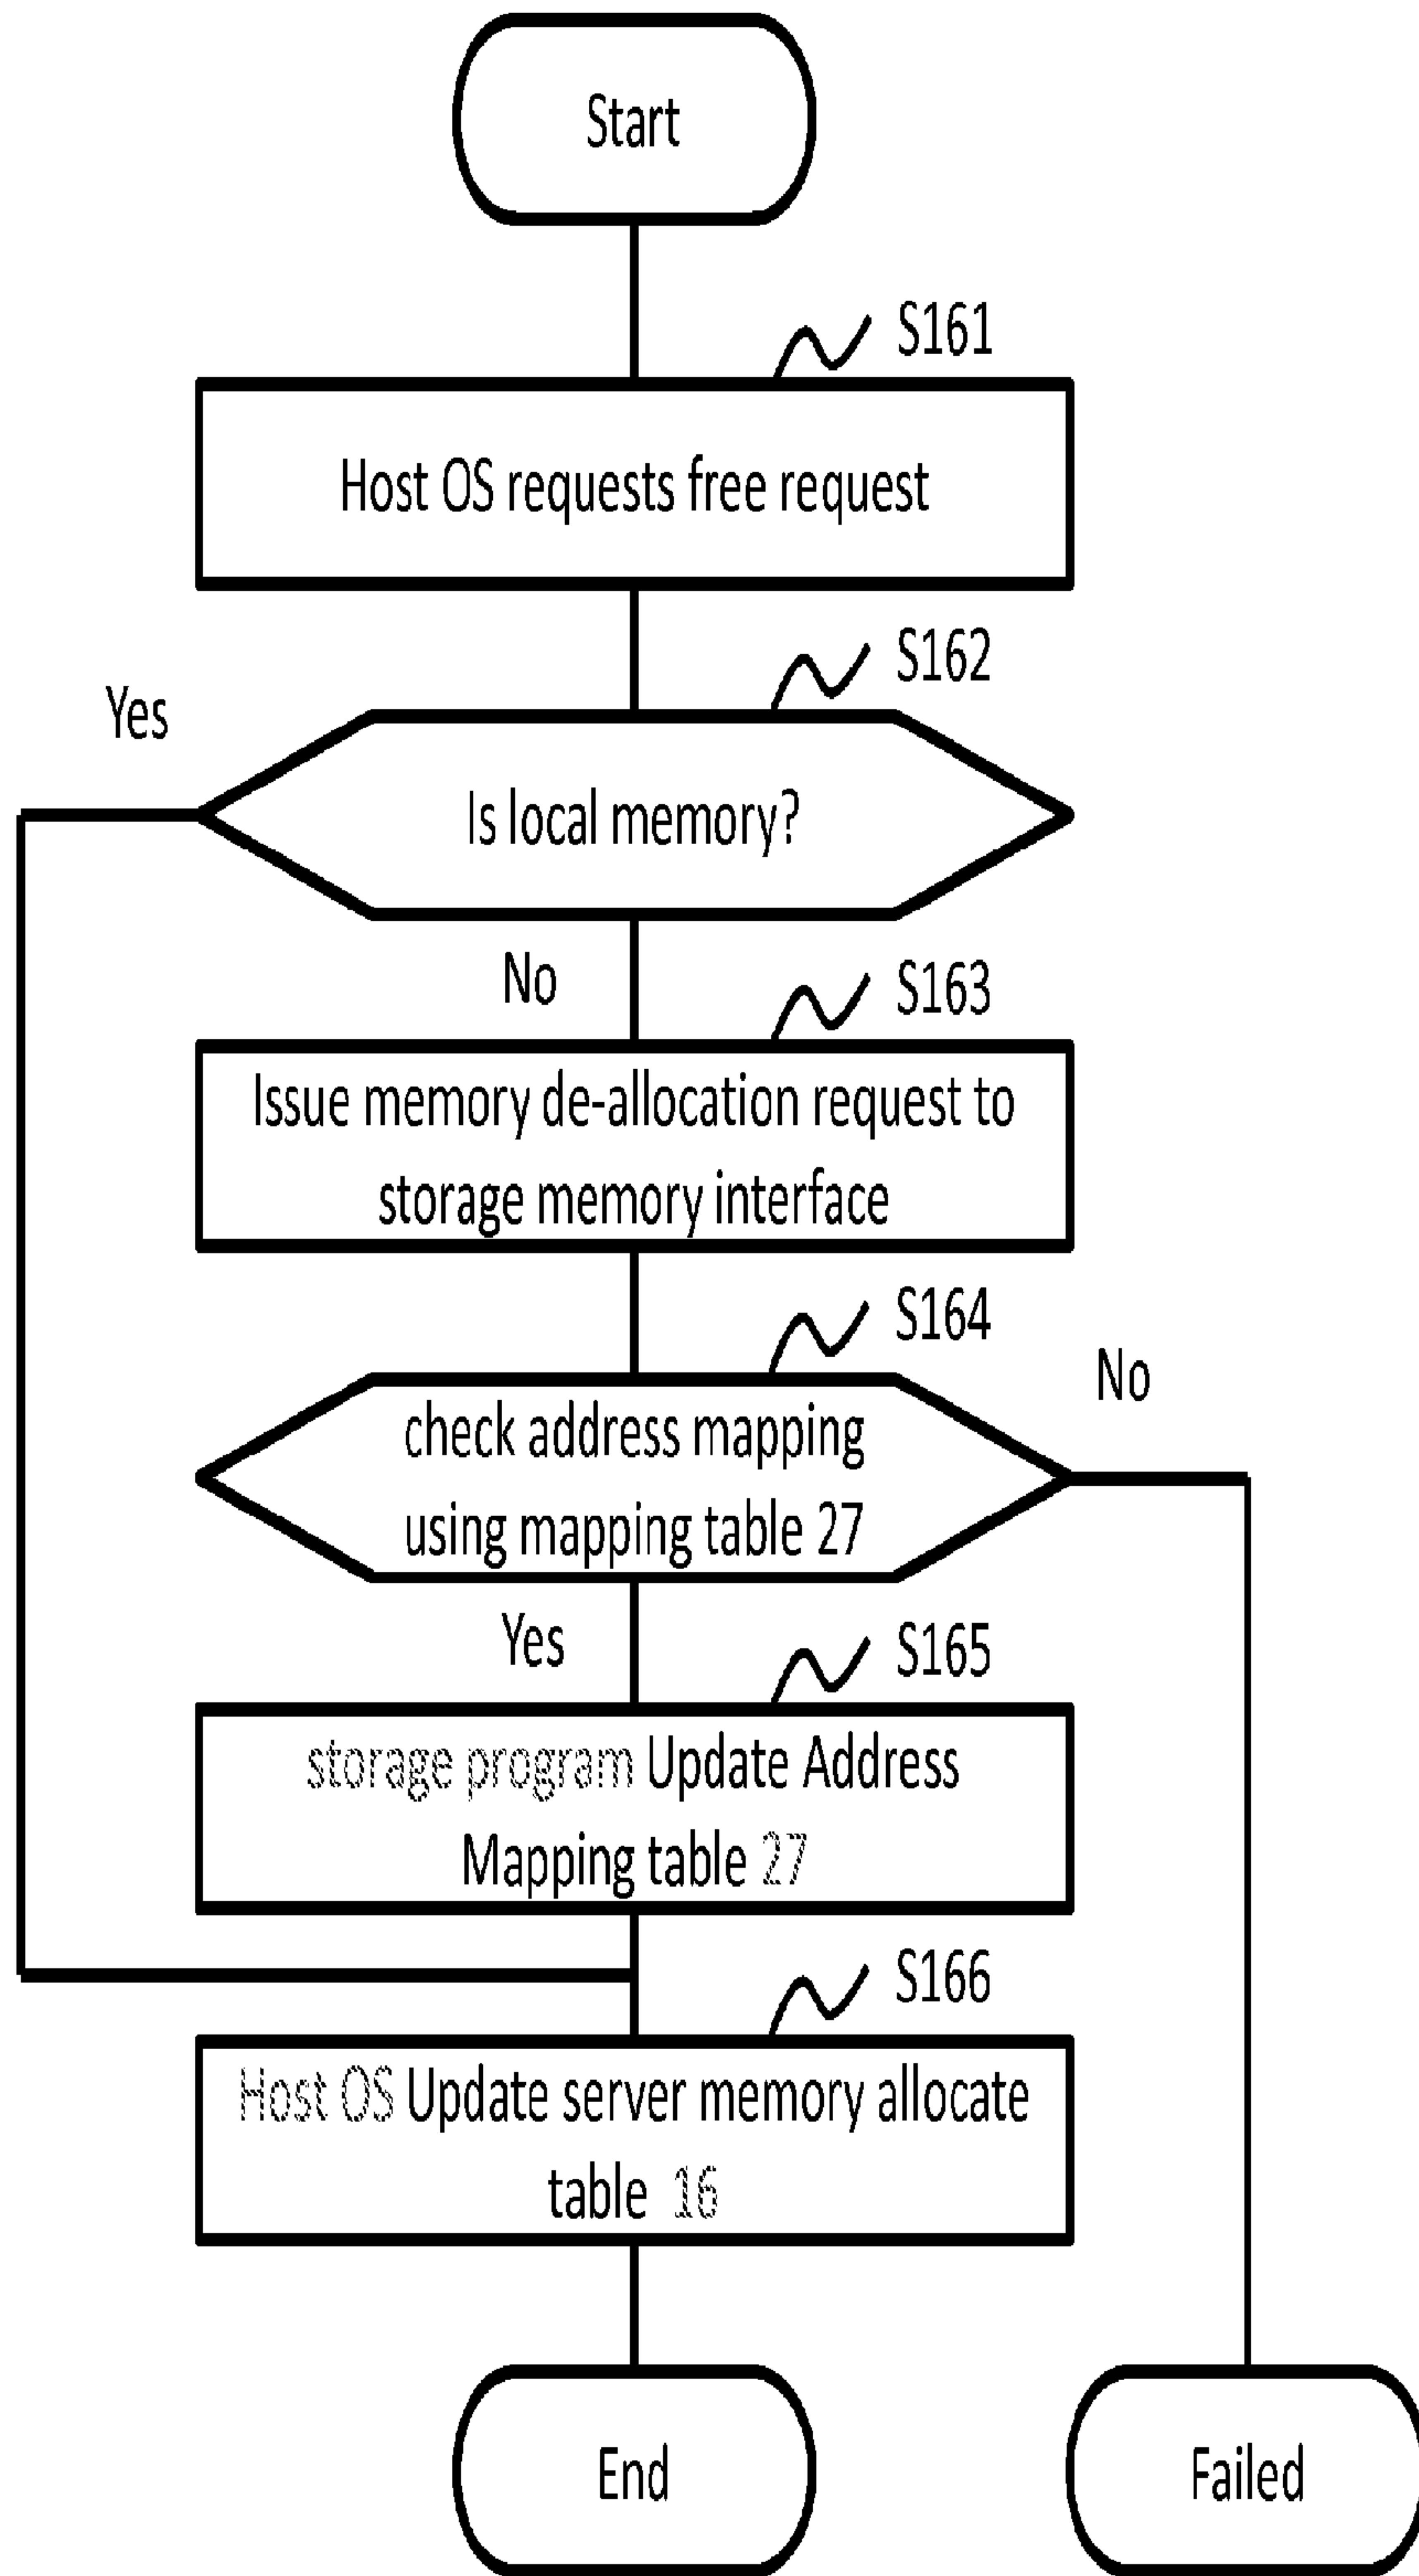 Start
S161
Host OS requests free request
S162
Yes
Is local memory?
No
S163
Issue memory de-allocation request to
storage memory interface
S164
No
check address mapping
using mapping table 27
Yes
S165
storage program Update Address
Mapping table 27
S166
Host OS Update server memory allocate
table 16
End
Failed